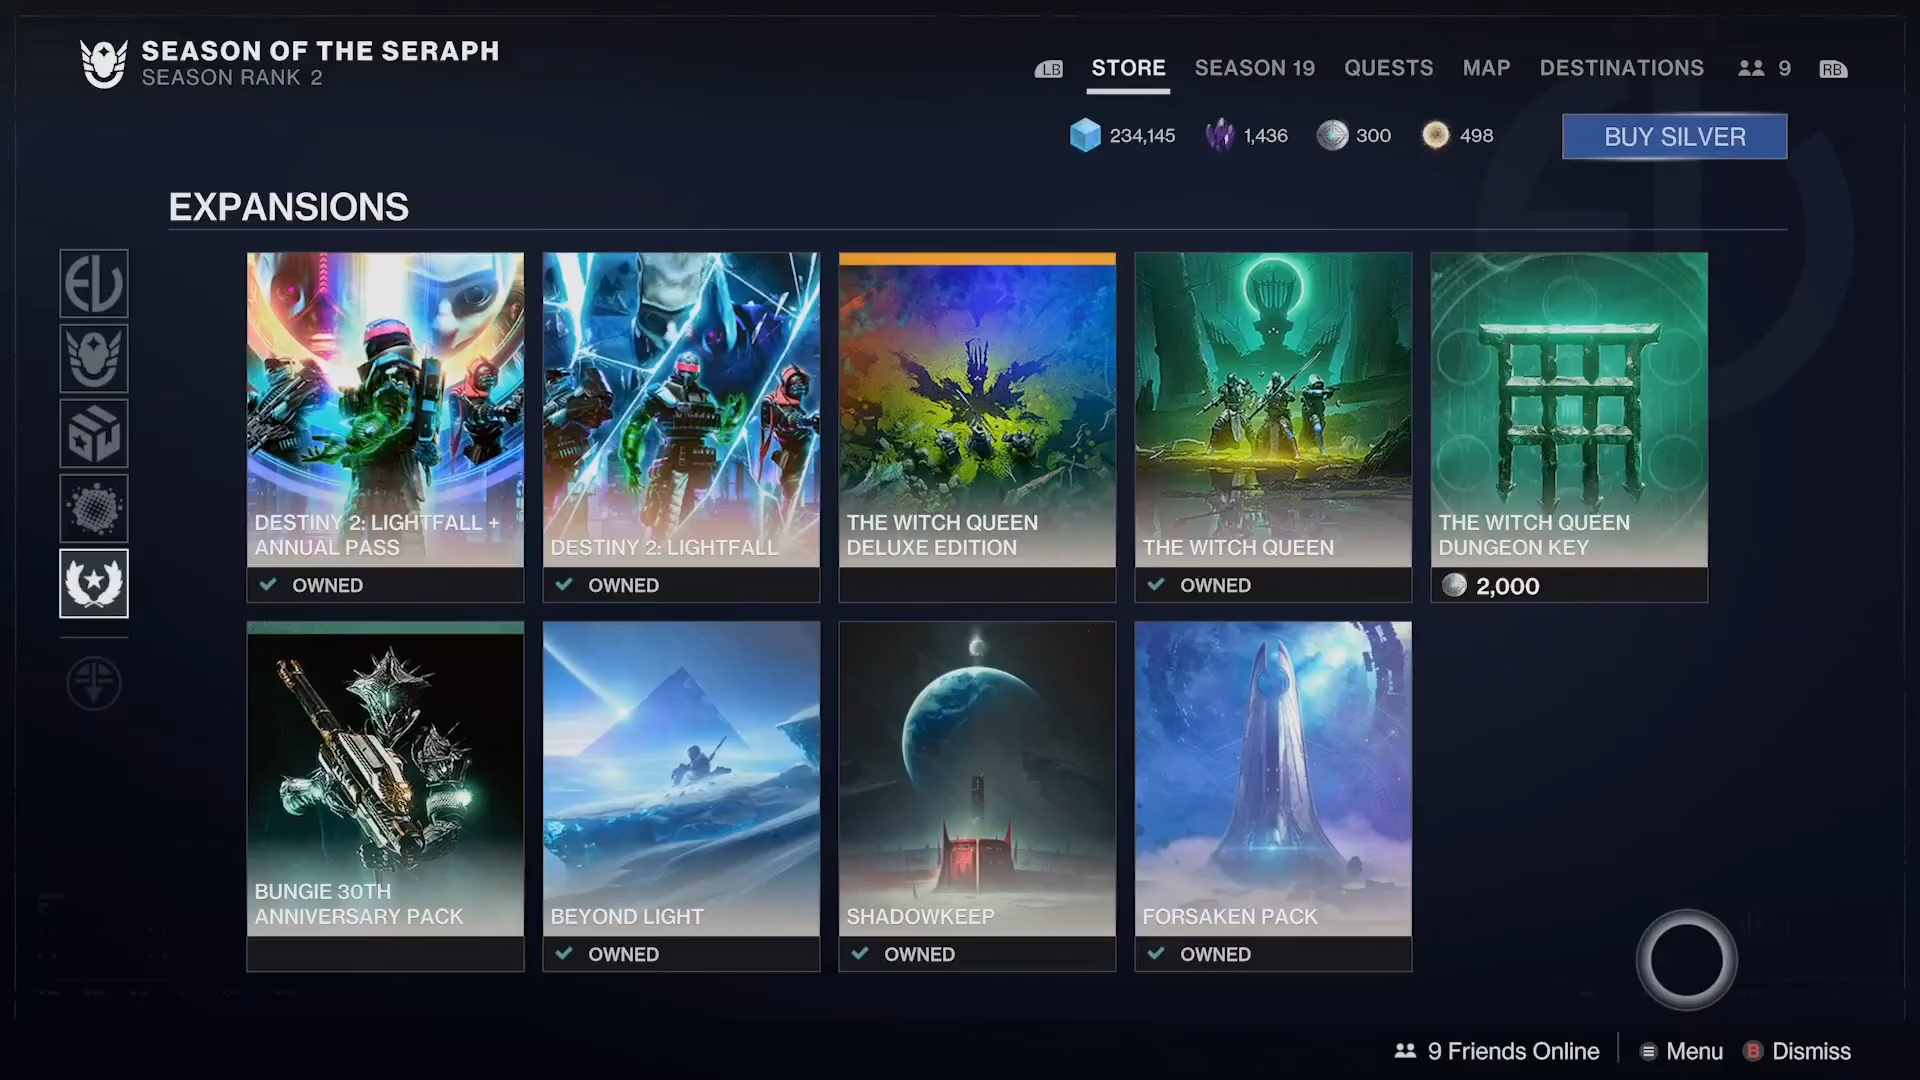 SEASON OF THE SERAPH
SEASON RANK 2
LB STORE SEASON 19 QUESTS MAP DESTINATIONS 9 RB
234,145 1,436 300 498 BUY SILVER
EXPANSIONS
DESTINY 2: LIGHTFALL +
ANNUAL PASS
OWNED
DESTINY 2: LIGHTFALL
OWNED
THE WITCH QUEEN
DELUXE EDITION
THE WITCH QUEEN
OWNED
THE WITCH QUEEN
DUNGEON KEY
2,000
BUNGIE 30TH
ANNIVERSARY PACK
BEYOND LIGHT
OWNED
SHADOWKEEP
OWNED
FORSAKEN PACK
OWNED
9 Friends Online Menu B Dismiss